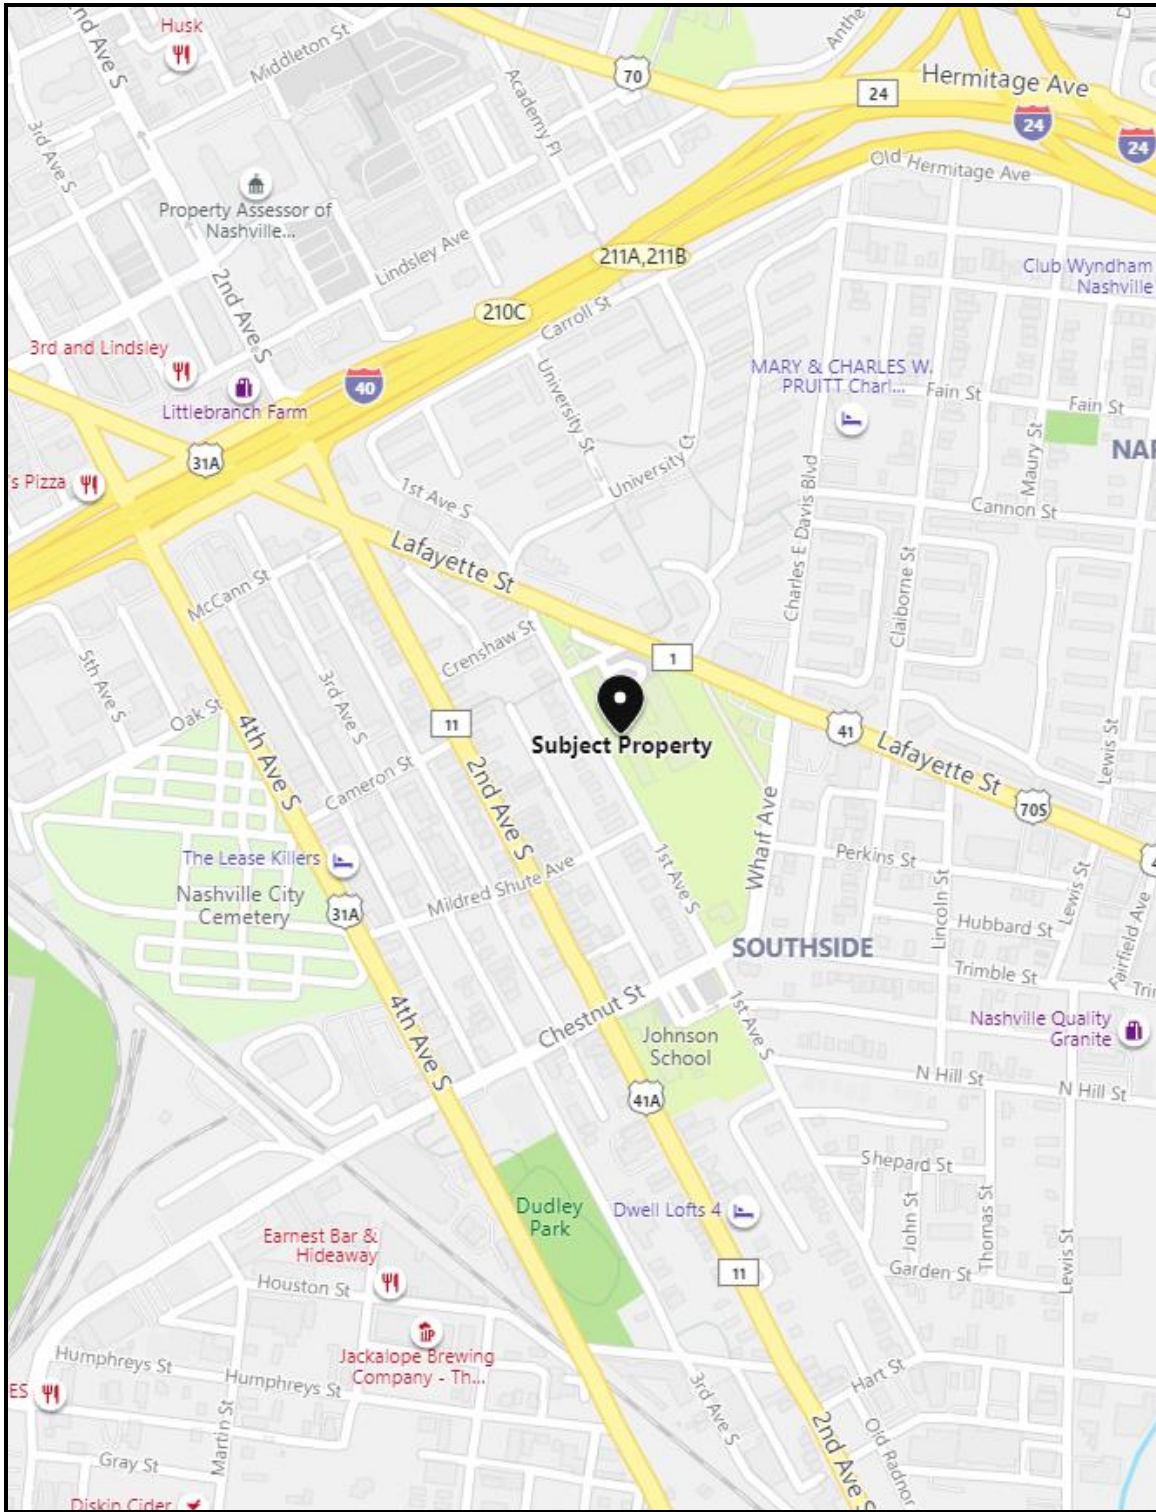 Husk
Middleton St
nd Ave S
Academy Pl
Anthe
70
24
Hermitage Ave
24
24
3rd Ave S
Old Hermitage Ave
Property Assessor of
Nashville...
Lindsley Ave
211A,211B
Club Wyndham
Nashville
2nd Ave S
210C
Carroll St
3rd and Lindsley
40
Littlebranch Farm
University St
MARY & CHARLES W.
PRUITT Charl...
Fain St
Fain St
Maury St
NAP
31A
's Pizza
1st Ave S
University Ct
Charles E Davis Blvd
Cannon St
Lafayette St
McCann St
Claiborne St
Crenshaw St
1
5th Ave S
3rd Ave S
Oak St
4th Ave S
11
Subject Property
41
Lafayette St
Lewis St
Cameron St
2nd Ave S
70S
Wharf Ave
The Lease Killers
Nashville City
Cemetery
31A
Mildred Shute Ave
1st Ave S
Perkins St
4
Lincoln St
Lewis St
Hubbard St
Fairfield Ave
SOUTHSIDE
Trimble St
Trin
4th Ave S
Chestnut St
1st Ave S
Johnson
School
Nashville Quality
Granite
N Hill St
N Hill St
41A
Shepard St
Dudley
Park
Dwell Lofts 4
John St
Thomas St
Lewis St
Earnest Bar &
Hideaway
Houston St
11
Garden St
Jackalope Brewing
Company - Th...
Humphreys St
Humphreys St
ES
Martin St
3rd Ave S
Hart St
2nd Ave S
Old Radnor
Gray St
Diskin Cider